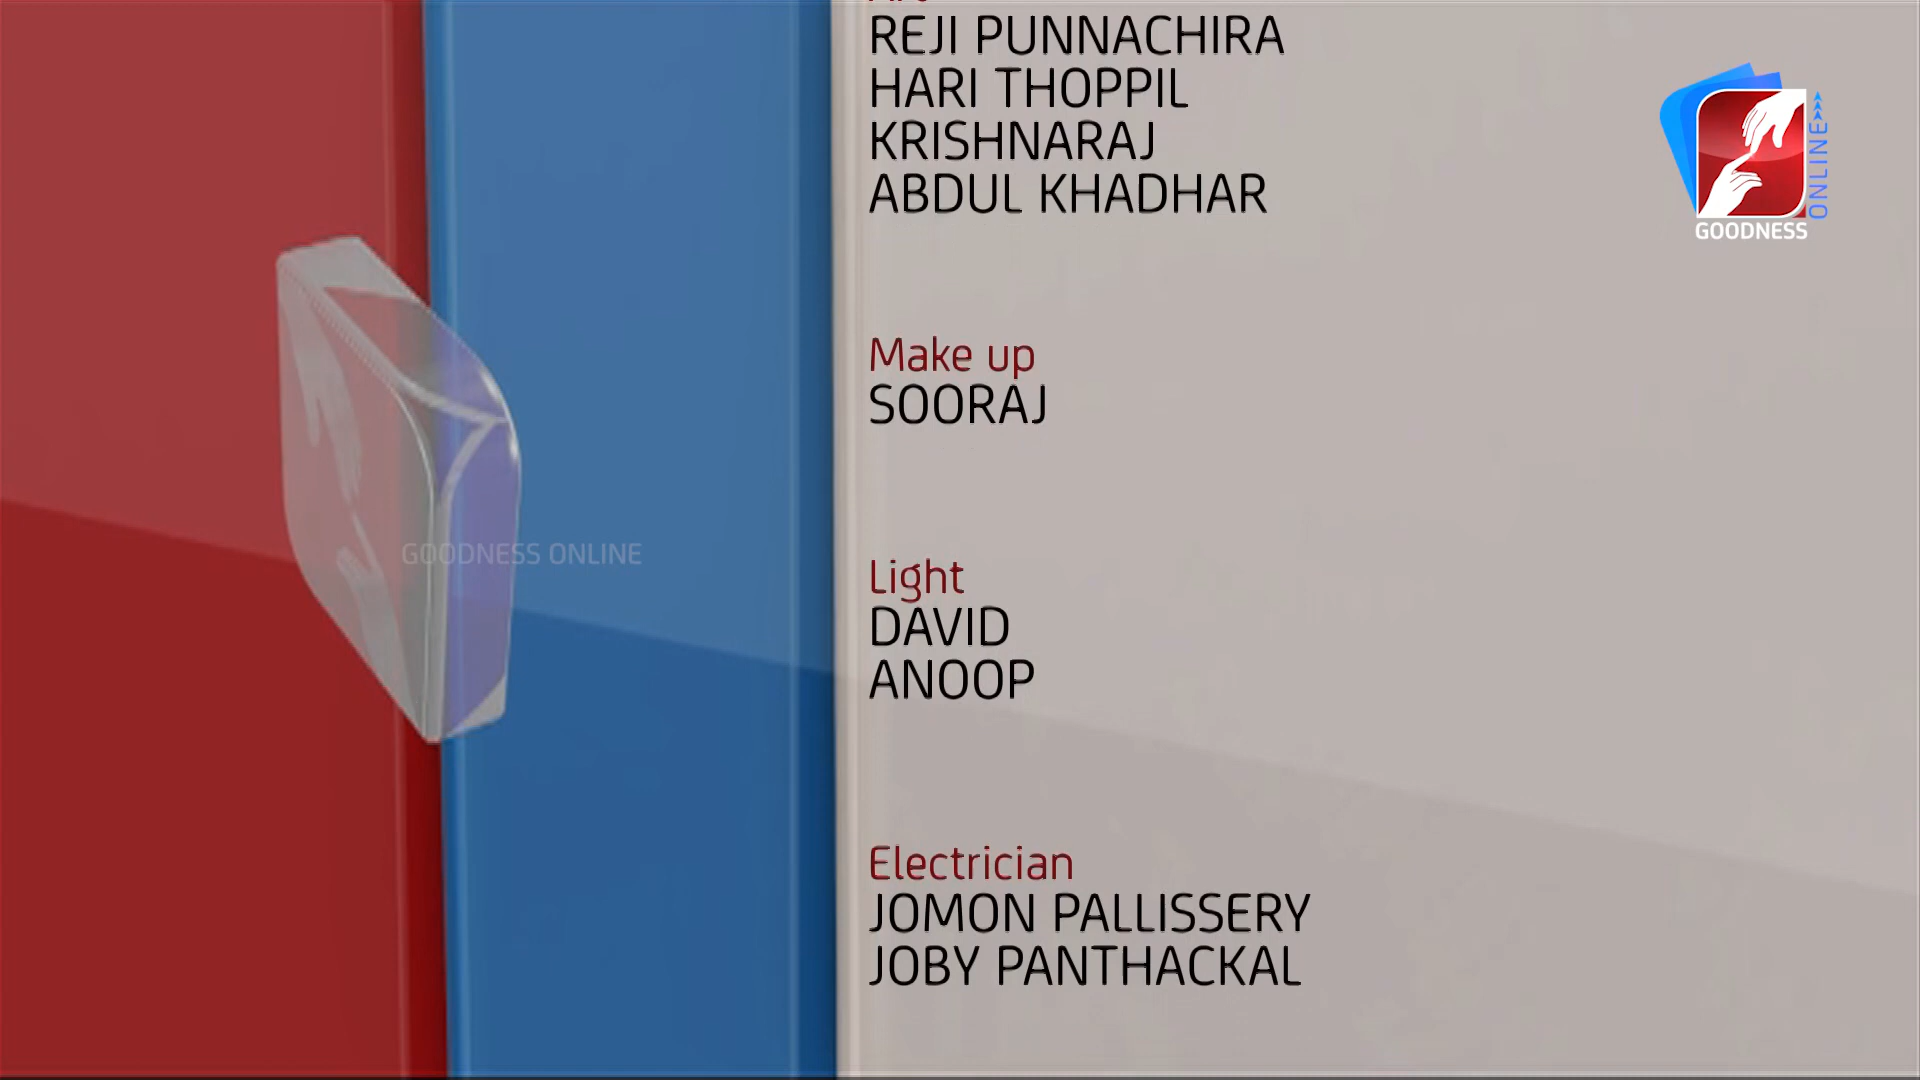 REJI PUNNACHIRA
HARI THOPPIL
KRISHNARAJ
ABDUL KHADHAR
Make up
SOORAJ
Light
DAVID
ANOOP
Electrician
JOMON PALLISSERY
JOBY PANTHACKAL
GOODNESS ONLINE
ONLINE
GOODNESS